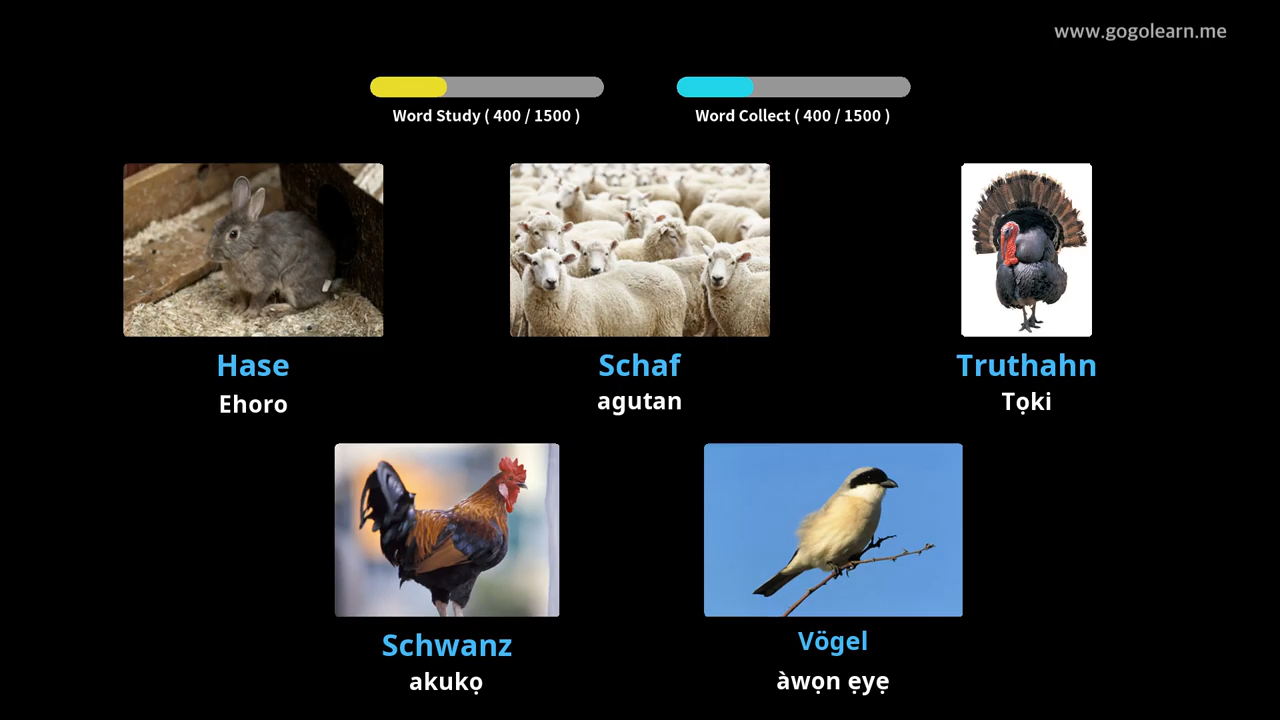 www.gogolearn.me
Word Study ( 400 / 1500 )
Word Collect ( 400 / 1500 )
Hase
Ehoro
Schaf
agutan
Truthahn
Tọki
Schwanz
akukọ
Vögel
àwọn ẹyẹ